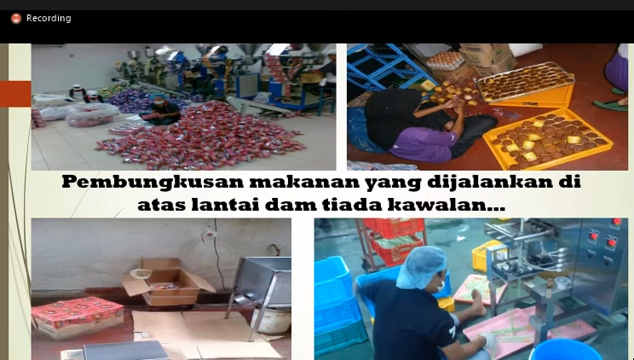 Recording
Pembungkusan makanan yang dijalankan di
atas lantai dam tiada kawalan...